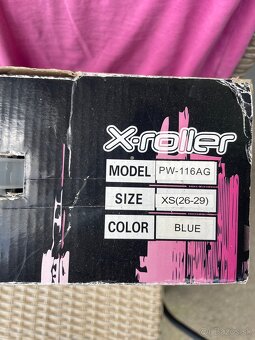 X-roller
MODEL PW-116AG
SIZE XS(26-29)
COLOR BLUE